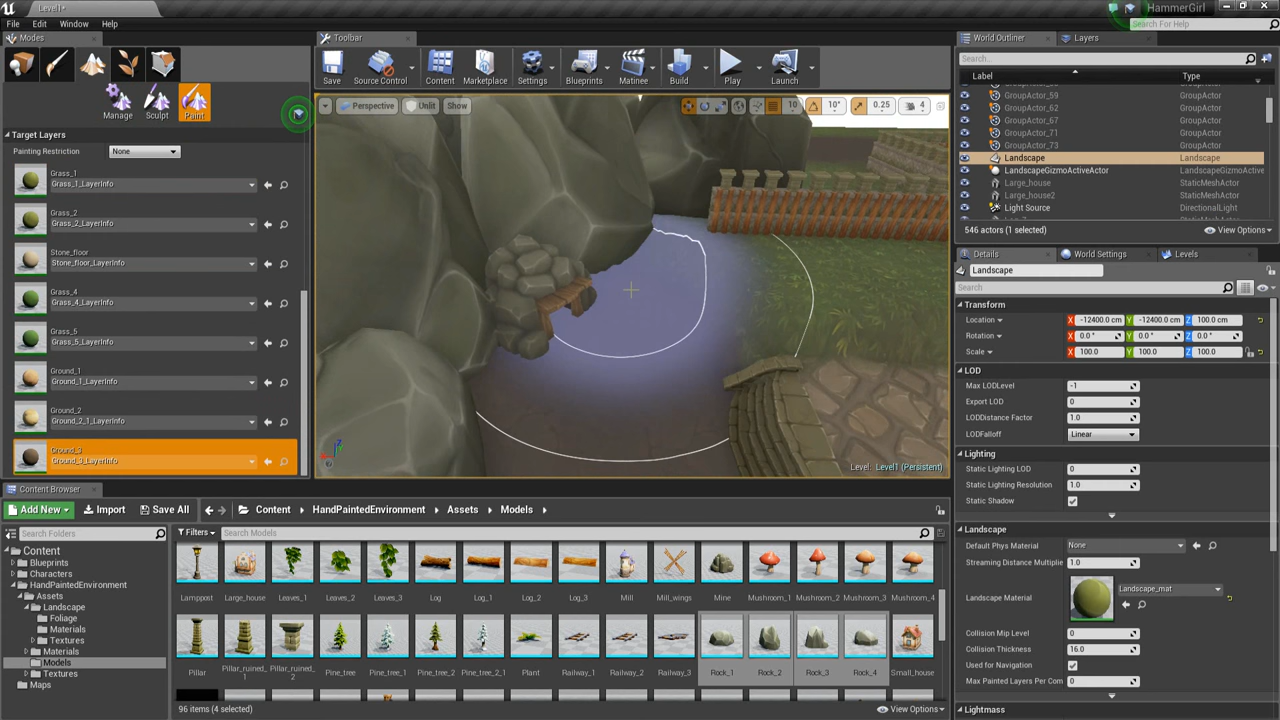 Level1*
HammerGirl
File Edit Window Help
Search For Help
Modes
Toolbar
World Outliner
Layers
Save
Source Control
Content
Marketplace
Settings
Blueprints
Matinee
Build
Play
Launch
Search...
Label
Type
GroupActor_59 GroupActor
GroupActor_62 GroupActor
GroupActor_67 GroupActor
GroupActor_71 GroupActor
GroupActor_73 GroupActor
Landscape Landscape
LandscapeGizmoActiveActor LandscapeGizmoActive
Large_house StaticMeshActor
Large_house2 StaticMeshActor
Light Source DirectionalLight
546 actors (1 selected)
View Options
Manage
Sculpt
Paint
Perspective
Unlit
Show
10
10°
0.25
4
Target Layers
Painting Restriction
None
Grass_1
Grass_1_LayerInfo
Grass_2
Grass_2_LayerInfo
Stone_floor
Stone_floor_LayerInfo
Grass_4
Grass_4_LayerInfo
Grass_5
Grass_5_LayerInfo
Ground_1
Ground_1_LayerInfo
Ground_2
Ground_2_1_LayerInfo
Ground_3
Ground_3_LayerInfo
Level: Level1 (Persistent)
Details
World Settings
Levels
Landscape
Search
Transform
Location X -12400.0 cm Y -12400.0 cm Z 100.0 cm
Rotation X 0.0 ° Y 0.0 ° Z 0.0 °
Scale X 100.0 Y 100.0 Z 100.0
LOD
Max LODLevel -1
Export LOD 0
LODDistance Factor 1.0
LODFalloff Linear
Lighting
Static Lighting LOD 0
Static Lighting Resolution 1.0
Static Shadow
Landscape
Default Phys Material None
Streaming Distance Multiplie 1.0
Landscape Material Landscape_mat
Collision Mip Level 0
Collision Thickness 16.0
Used for Navigation
Max Painted Layers Per Com 0
Lightmass
Content Browser
Add New
Import
Save All
Content
HandPaintedEnvironment
Assets
Models
Search Folders
Filters
Search Models
Content
Blueprints
Characters
HandPaintedEnvironment
Assets
Landscape
Foliage
Materials
Textures
Materials
Models
Textures
Maps
Lamppost Large_house Leaves_1 Leaves_2 Leaves_3 Log Log_1 Log_2 Log_3 Mill Mill_wings Mine Mushroom_1 Mushroom_2 Mushroom_3 Mushroom_4
Pillar Pillar_ruined_1 Pillar_ruined_2 Pine_tree Pine_tree_1 Pine_tree_2 Pine_tree_2_1 Plant Railway_1 Railway_2 Railway_3 Rock_1 Rock_2 Rock_3 Rock_4 Small_house
96 items (4 selected)
View Options